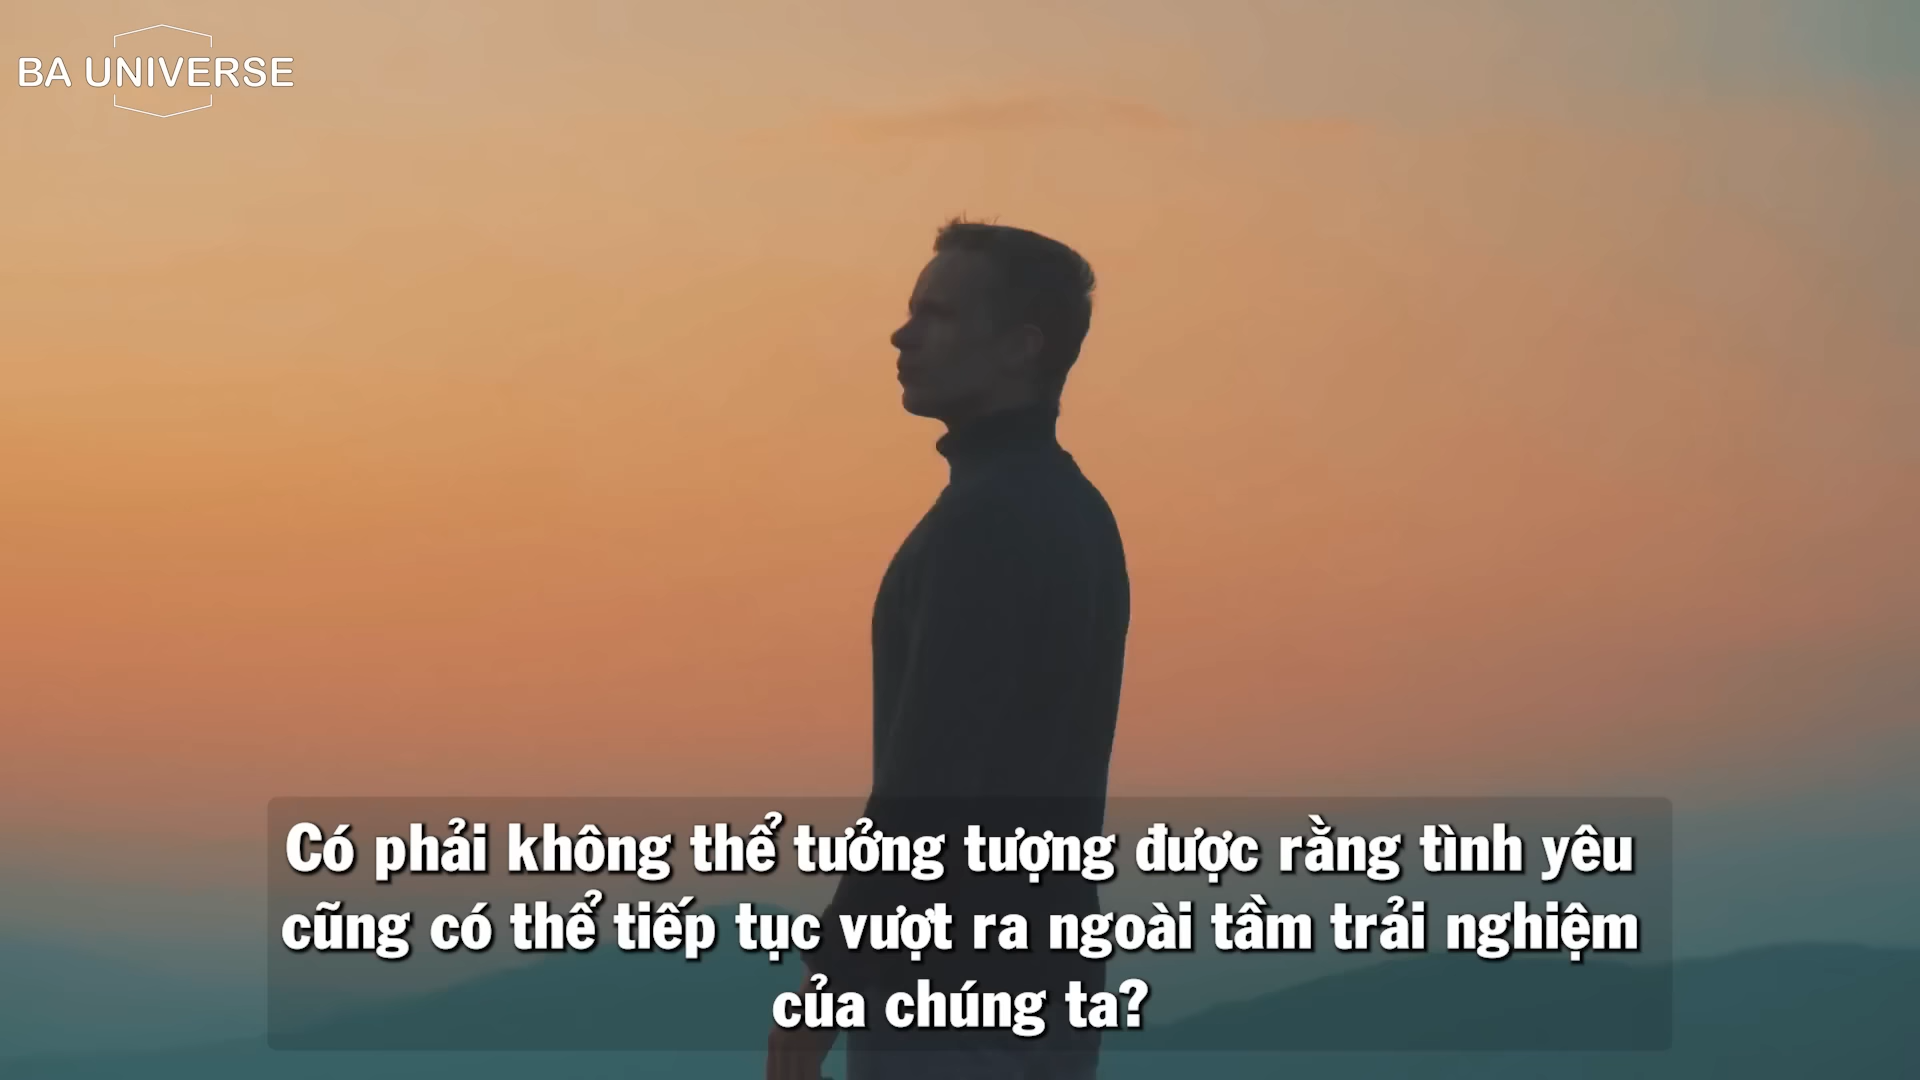 BA UNIVERSE
Có phải không thể tưởng tượng được rằng tình yêu
cũng có thể tiếp tục vượt ra ngoài tầm trải nghiệm
của chúng ta?